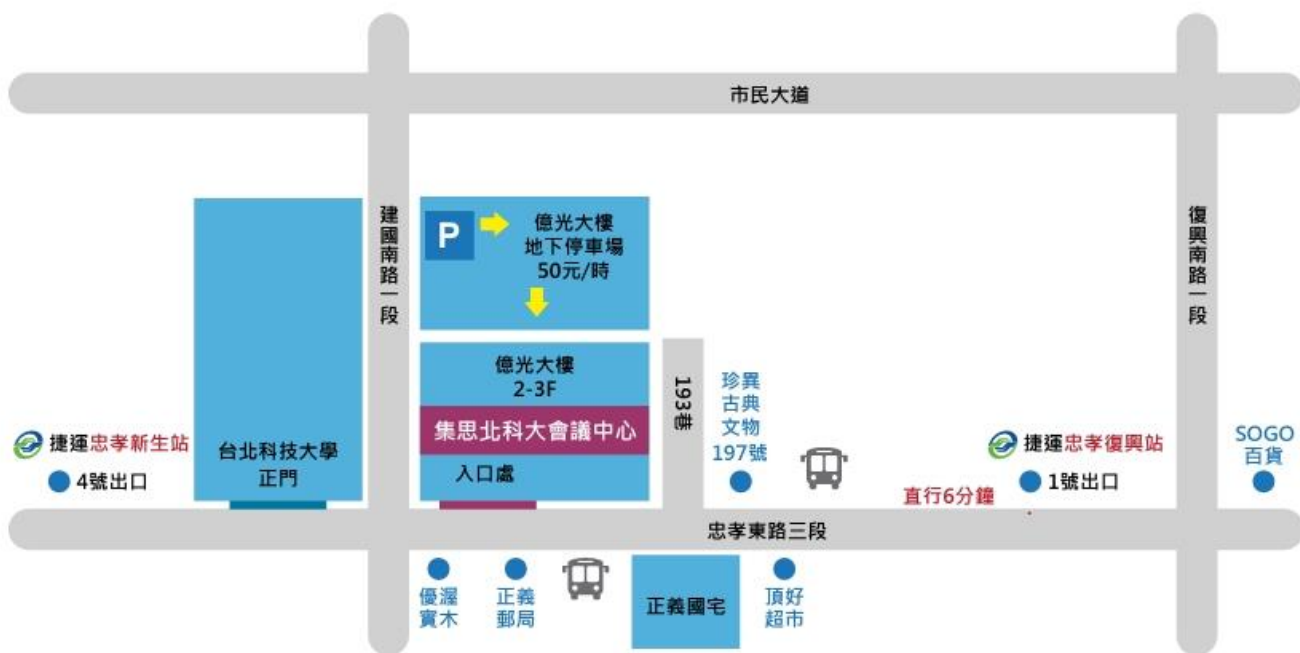 市民大道
建國南路一段
復興南路一段
P
億光大樓
地下停車場
50元/時
億光大樓
2-3F
集思北科大會議中心
入口處
193巷
珍異
古典
文物
197號
捷運忠孝新生站
4號出口
台北科技大學
正門
捷運忠孝復興站
1號出口
直行6分鐘
SOGO
百貨
忠孝東路三段
優渥
實木
正義
郵局
正義國宅
頂好
超市